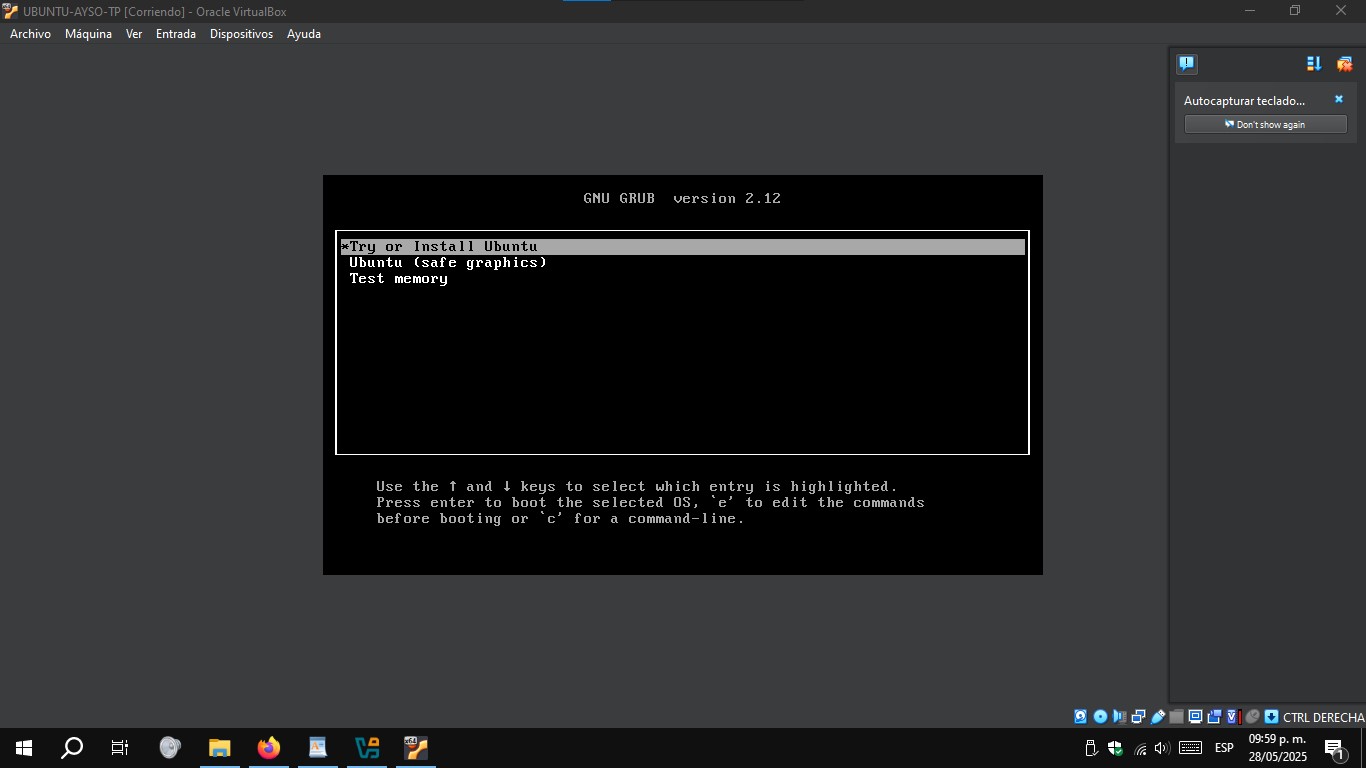 UBUNTU-AYSO-TP [Corriendo] - Oracle VirtualBox
Archivo Máquina Ver Entrada Dispositivos Ayuda
Autocapturar teclado...
Don't show again
GNU GRUB version 2.12
*Try or Install Ubuntu
Ubuntu (safe graphics)
Test memory
Use the ↑ and ↓ keys to select which entry is highlighted.
Press enter to boot the selected OS, `e' to edit the commands
before booting or `c' for a command-line.
CTRL DERECHA
ESP
09:59 p. m.
28/05/2025
1